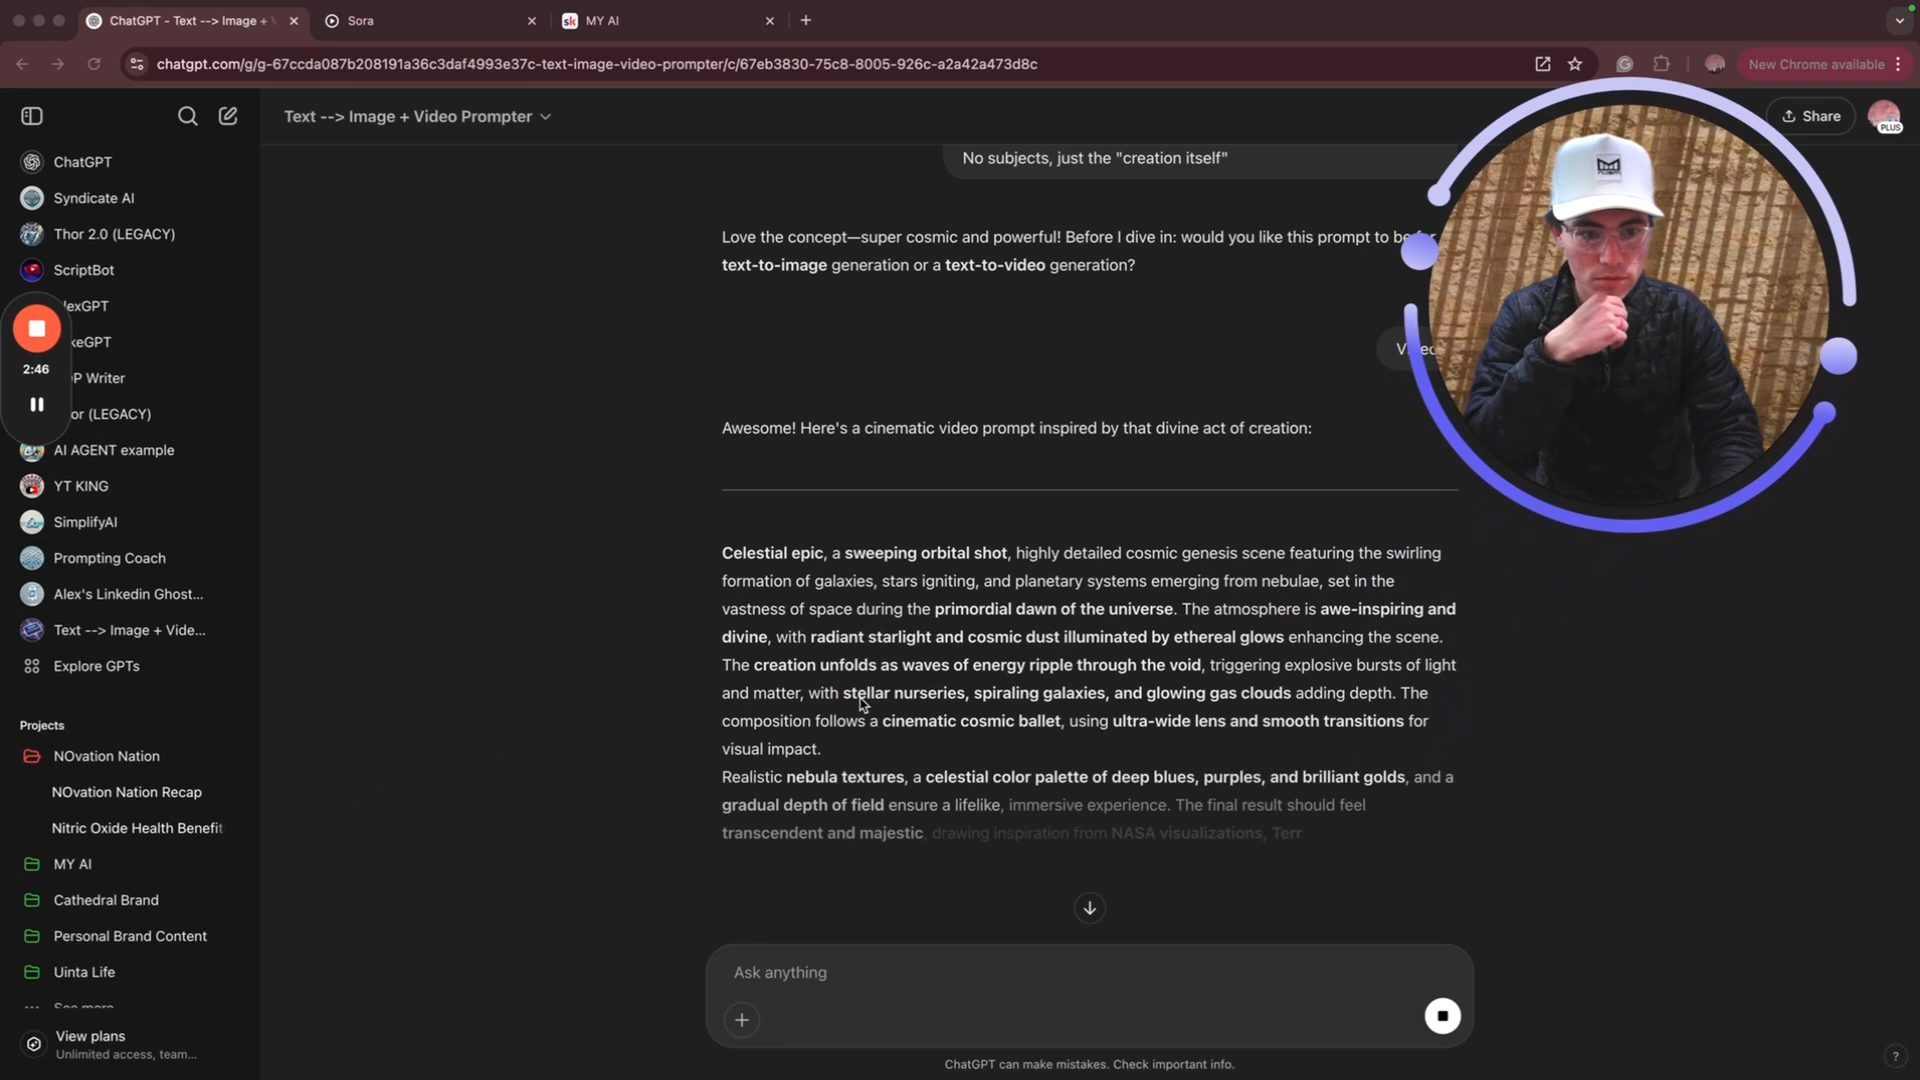 ChatGPT - Text --> Image + V
Sora
sk
MY AI
chatgpt.com/g/g-67ccda087b208191a36c3daf4993e37c-text-image-video-prompter/c/67eb3830-75c8-8005-926c-a2a42a473d8c
New Chrome available
Text --> Image + Video Prompter
Share
PLUS
ChatGPT
Syndicate AI
Thor 2.0 (LEGACY)
ScriptBot
lexGPT
keGPT
2:46
P Writer
or (LEGACY)
AI AGENT example
YT KING
SimplifyAI
Prompting Coach
Alex's Linkedin Ghost...
Text --> Image + Vide...
Explore GPTs
Projects
NOvation Nation
NOvation Nation Recap
Nitric Oxide Health Benefit
MY AI
Cathedral Brand
Personal Brand Content
Uinta Life
See more
View plans
Unlimited access, team...
No subjects, just the "creation itself"
Love the concept—super cosmic and powerful! Before I dive in: would you like this prompt to be for
text-to-image generation or a text-to-video generation?
Video
Awesome! Here's a cinematic video prompt inspired by that divine act of creation:
Celestial epic, a sweeping orbital shot, highly detailed cosmic genesis scene featuring the swirling
formation of galaxies, stars igniting, and planetary systems emerging from nebulae, set in the
vastness of space during the primordial dawn of the universe. The atmosphere is awe-inspiring and
divine, with radiant starlight and cosmic dust illuminated by ethereal glows enhancing the scene.
The creation unfolds as waves of energy ripple through the void, triggering explosive bursts of light
and matter, with stellar nurseries, spiraling galaxies, and glowing gas clouds adding depth. The
composition follows a cinematic cosmic ballet, using ultra-wide lens and smooth transitions for
visual impact.
Realistic nebula textures, a celestial color palette of deep blues, purples, and brilliant golds, and a
gradual depth of field ensure a lifelike, immersive experience. The final result should feel
transcendent and majestic, drawing inspiration from NASA visualizations, Terr
Ask anything
ChatGPT can make mistakes. Check important info.
?